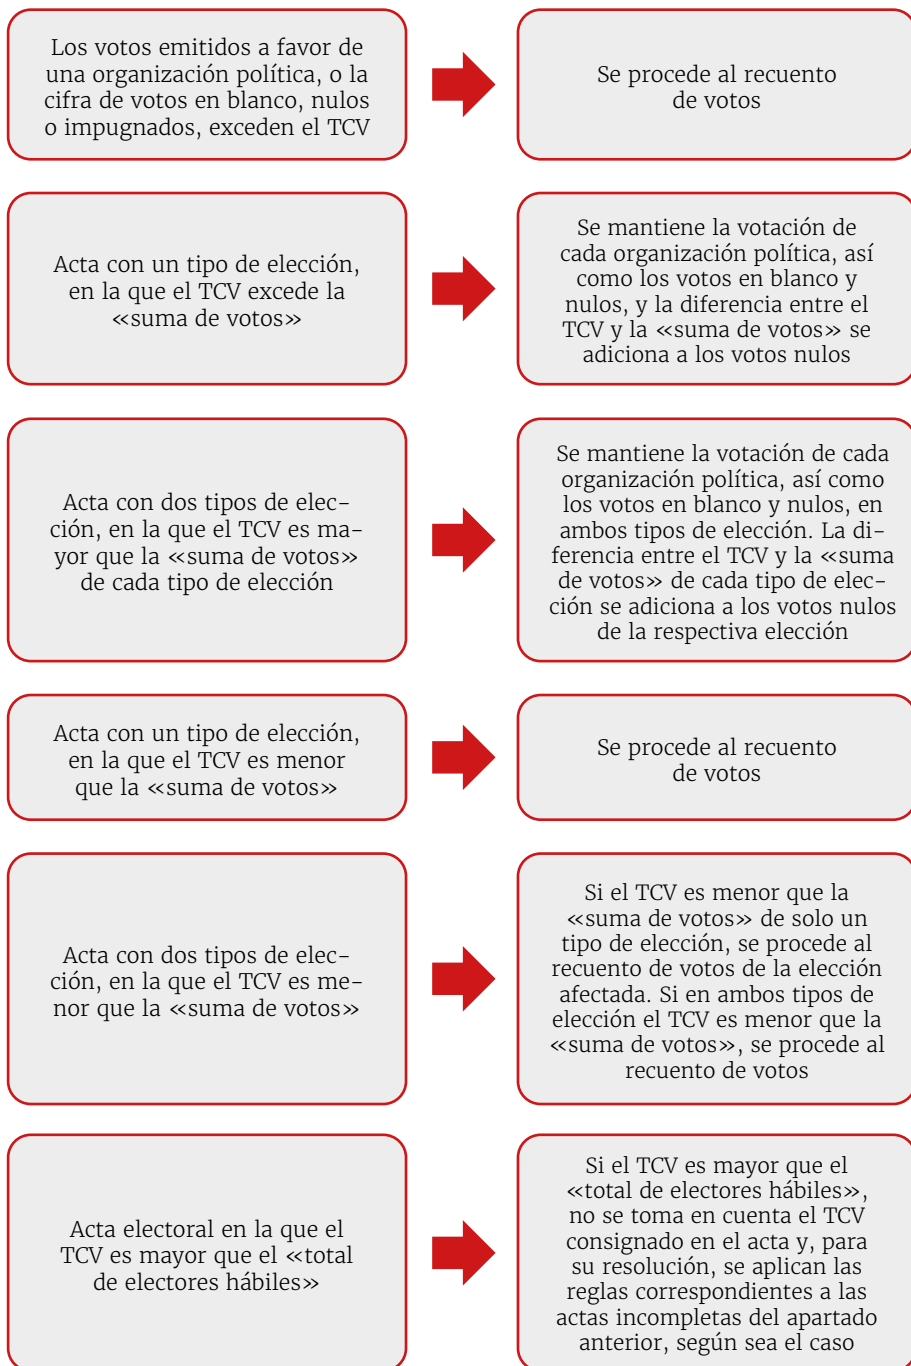 Los votos emitidos a favor de
una organización política, o la
cifra de votos en blanco, nulos
o impugnados, exceden el TCV
Se procede al recuento
de votos
Acta con un tipo de elección,
en la que el TCV excede la
«suma de votos»
Se mantiene la votación de
cada organización política, así
como los votos en blanco y
nulos, y la diferencia entre el
TCV y la «suma de votos» se
adiciona a los votos nulos
Acta con dos tipos de elec-
ción, en la que el TCV es ma-
yor que la «suma de votos»
de cada tipo de elección
Se mantiene la votación de cada
organización política, así como
los votos en blanco y nulos, en
ambos tipos de elección. La di-
ferencia entre el TCV y la «suma
de votos» de cada tipo de elec-
ción se adiciona a los votos nulos
de la respectiva elección
Acta con un tipo de elección,
en la que el TCV es menor
que la «suma de votos»
Se procede al recuento
de votos
Acta con dos tipos de elec-
ción, en la que el TCV es me-
nor que la «suma de votos»
Si el TCV es menor que la
«suma de votos» de solo un
tipo de elección, se procede al
recuento de votos de la elección
afectada. Si en ambos tipos de
elección el TCV es menor que la
«suma de votos», se procede al
recuento de votos
Acta electoral en la que el
TCV es mayor que el «total
de electores hábiles»
Si el TCV es mayor que el
«total de electores hábiles»,
no se toma en cuenta el TCV
consignado en el acta y, para
su resolución, se aplican las
reglas correspondientes a las
actas incompletas del apartado
anterior, según sea el caso